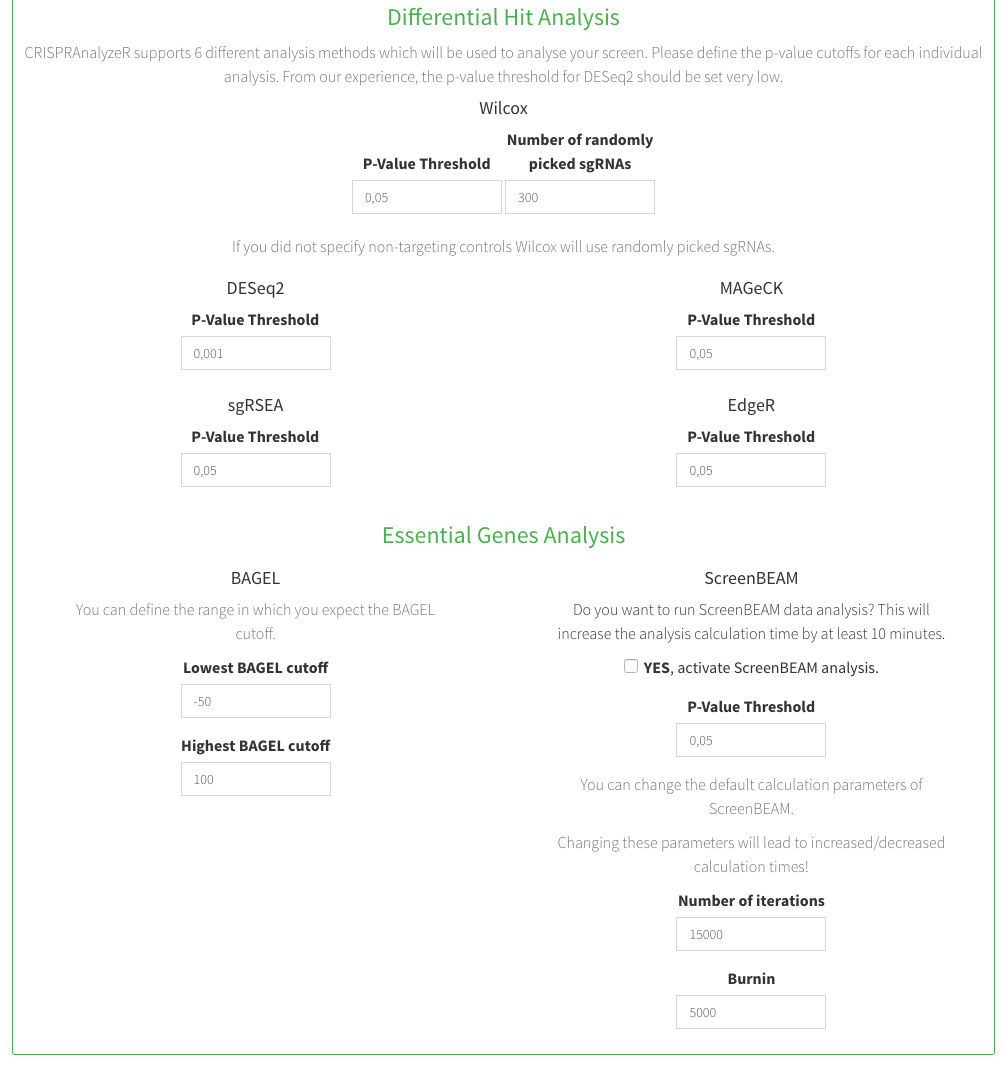 Differential Hit Analysis
CRISPRAnalyzeR supports 6 different analysis methods which will be used to analyse your screen. Please define the p-value cutoffs for each individual
analysis. From our experience, the p-value threshold for DESeq2 should be set very low.
Wilcox
P-Value Threshold
Number of randomly
picked sgRNAs
0,05
300
If you did not specify non-targeting controls Wilcox will use randomly picked sgRNAs.
DESeq2
P-Value Threshold
0,001
MAGeCK
P-Value Threshold
0,05
sgRSEA
P-Value Threshold
0,05
EdgeR
P-Value Threshold
0,05
Essential Genes Analysis
BAGEL
You can define the range in which you expect the BAGEL
cutoff.
Lowest BAGEL cutoff
-50
Highest BAGEL cutoff
100
ScreenBEAM
Do you want to run ScreenBEAM data analysis? This will
increase the analysis calculation time by at least 10 minutes.
YES, activate ScreenBEAM analysis.
P-Value Threshold
0,05
You can change the default calculation parameters of
ScreenBEAM.
Changing these parameters will lead to increased/decreased
calculation times!
Number of iterations
15000
Burnin
5000